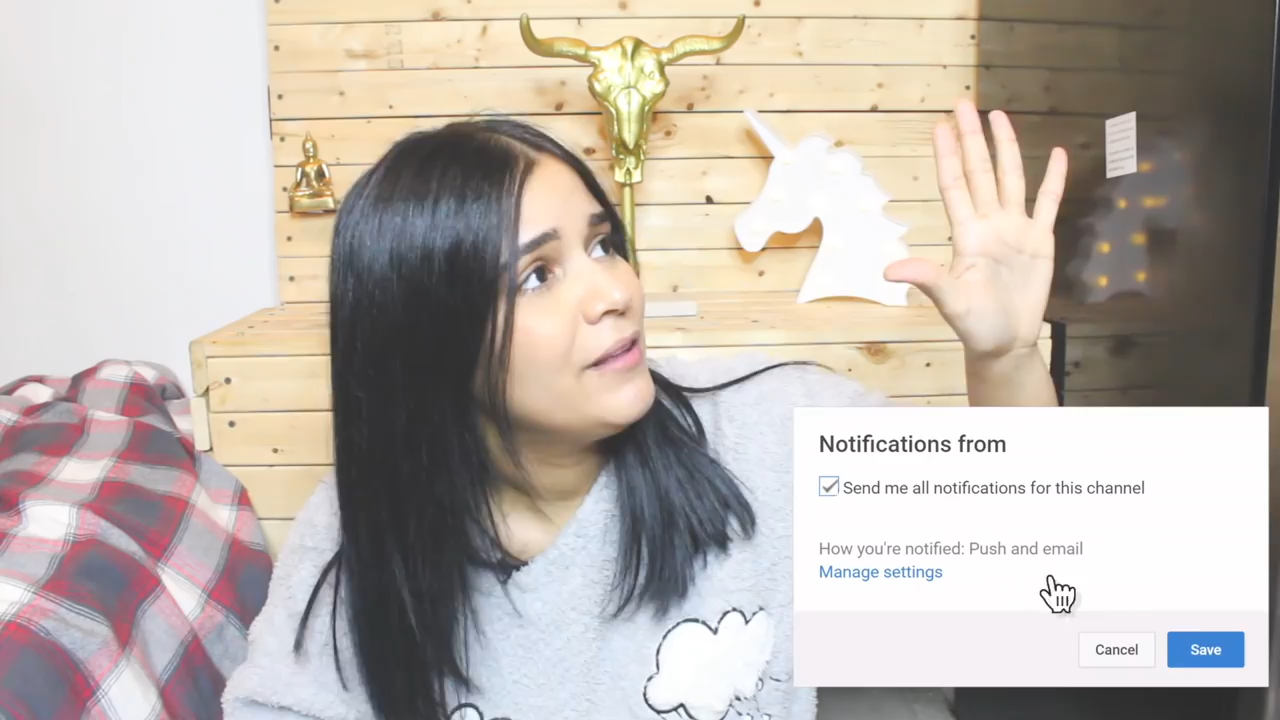 Notifications from
Send me all notifications for this channel
How you're notified: Push and email
Manage settings
Cancel
Save